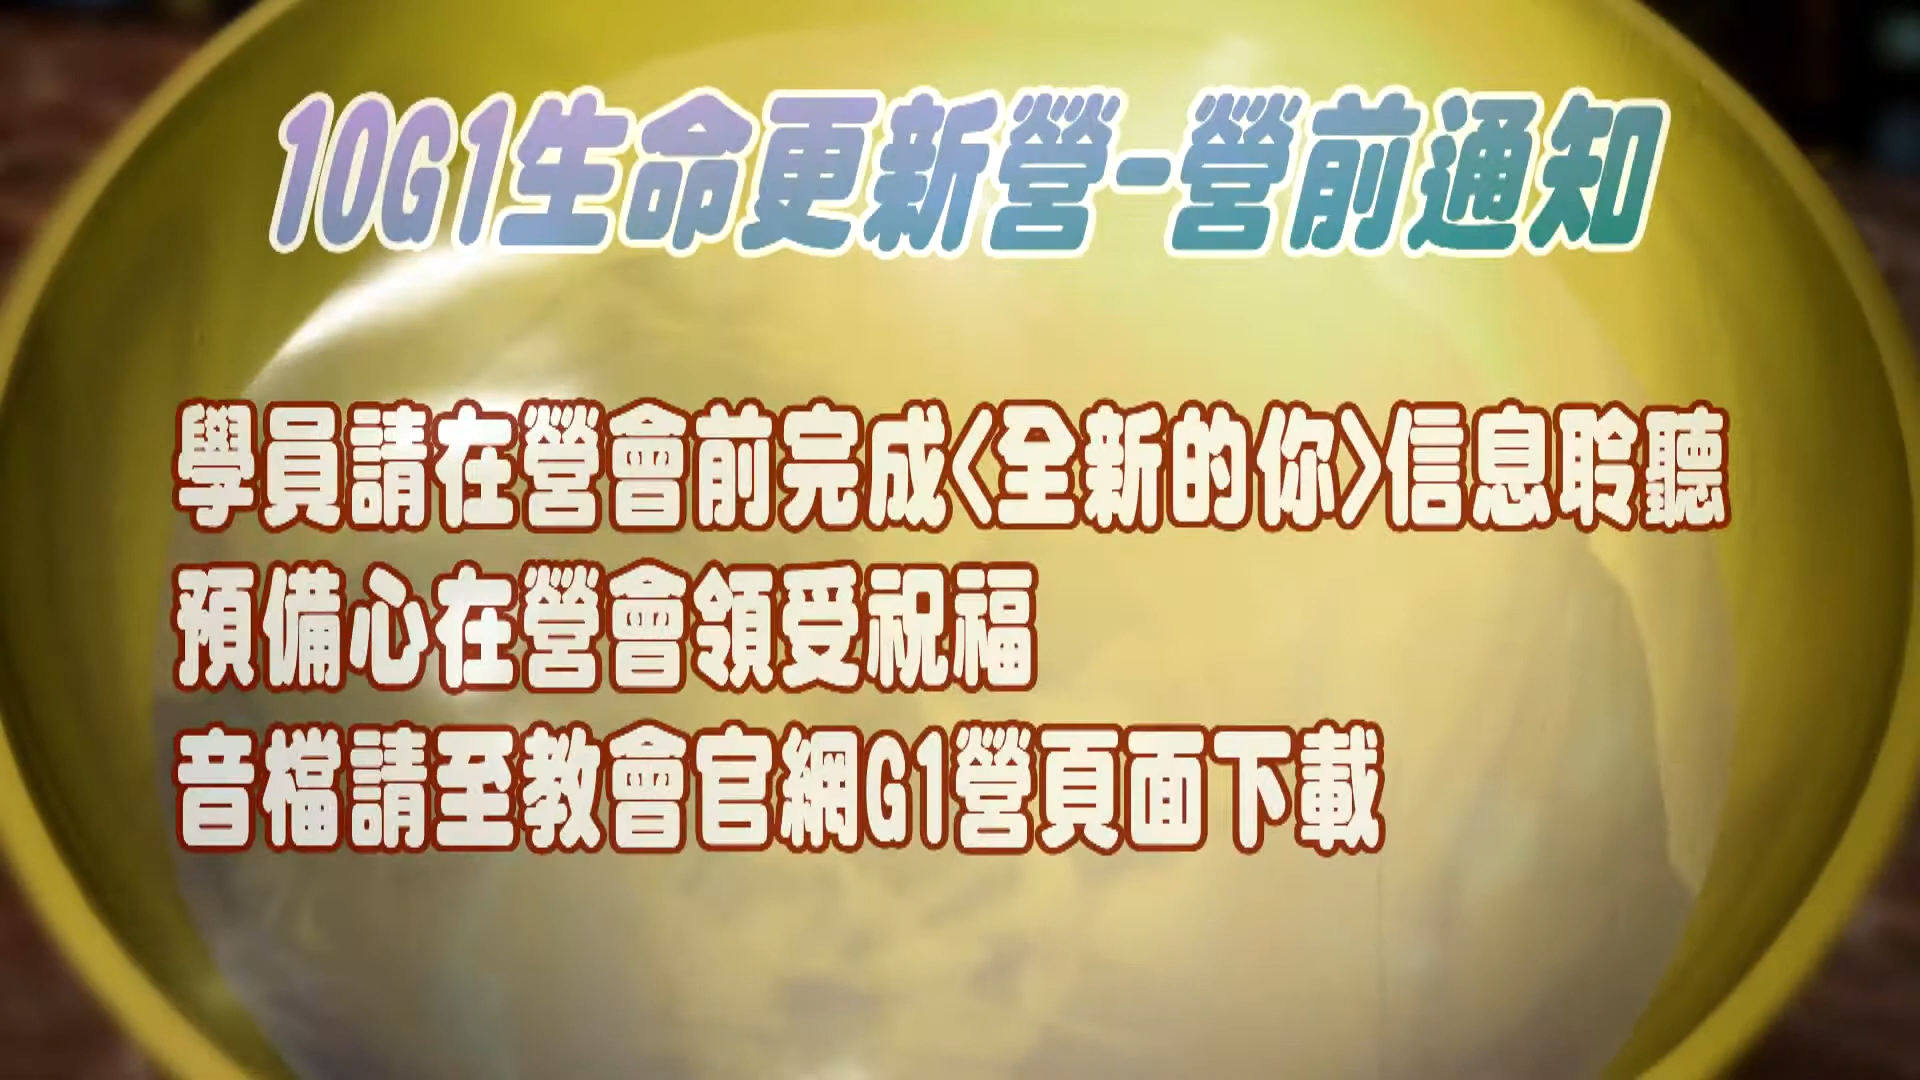 10G1生命更新營-營前通知
學員請在營會前完成<全新的你>信息聆聽
預備心在營會領受祝福
音檔請至教會官網G1營頁面下載